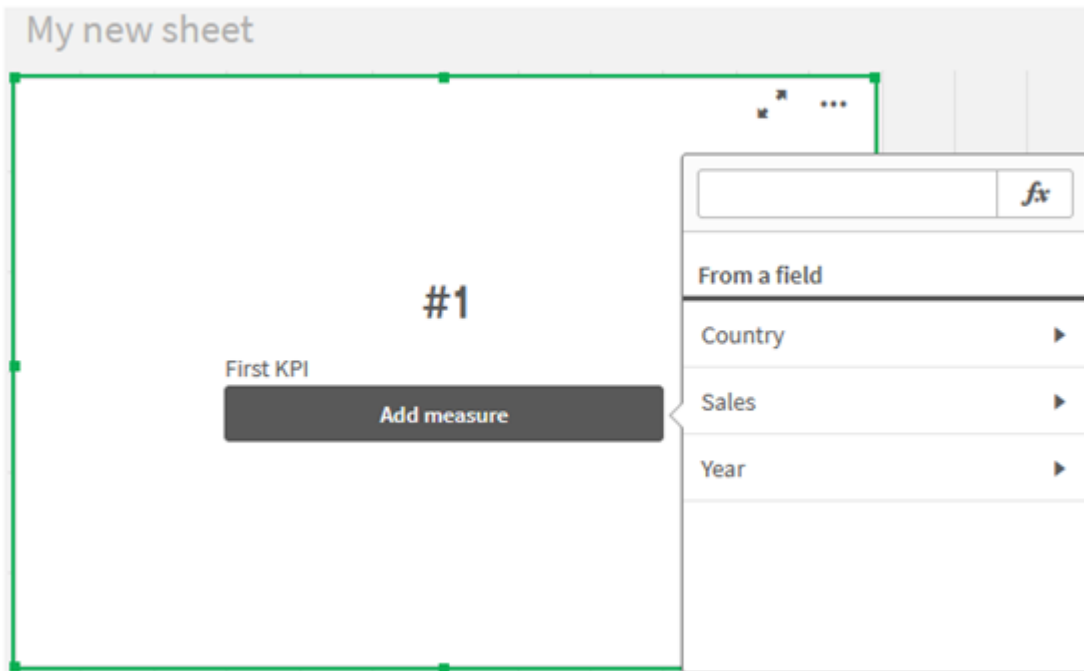 My new sheet
fx
From a field
#1
Country
First KPI
Sales
Add measure
Year